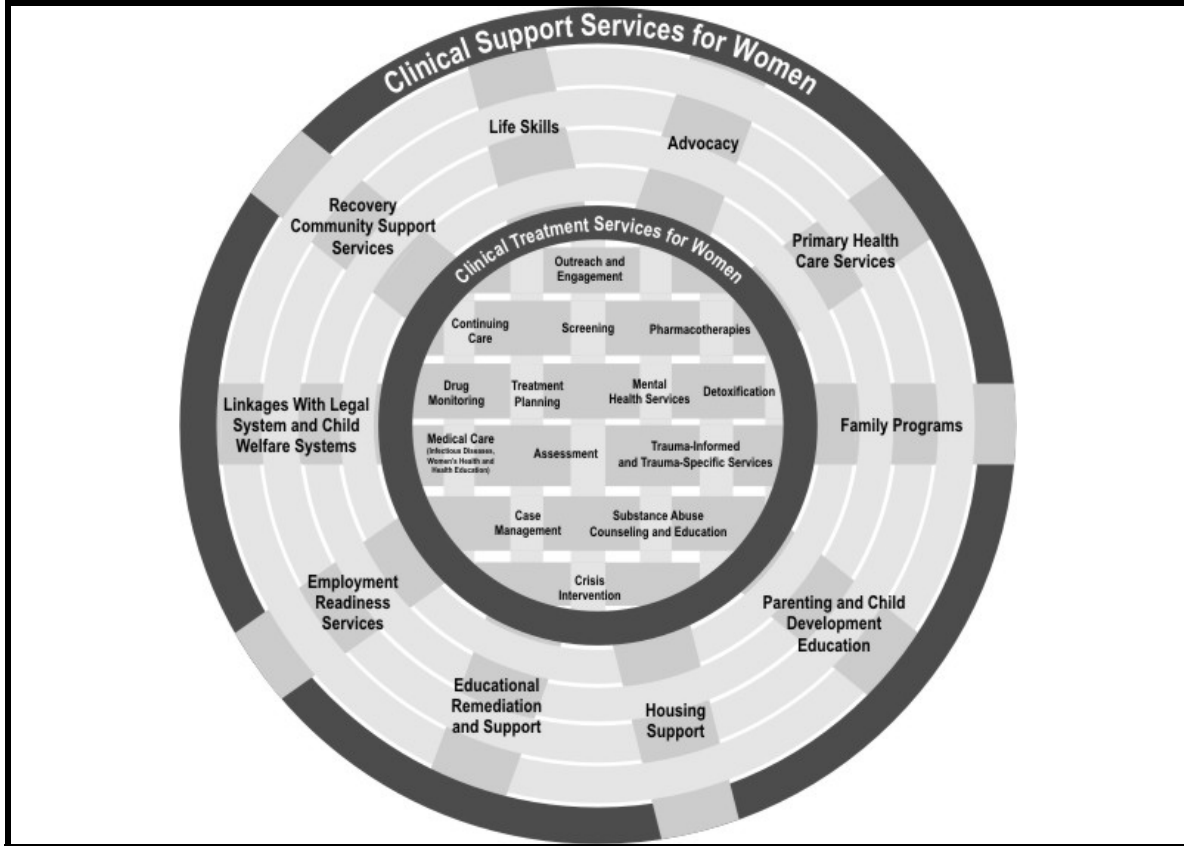 Clinical Support Services for Women
Life Skills
Advocacy
Recovery
Community Support
Services
Primary Health
Care Services
Linkages With Legal
System and Child
Welfare Systems
Family Programs
Employment
Readiness
Services
Parenting and Child
Development
Education
Educational
Remediation
and Support
Housing
Support
Clinical Treatment Services for Women
Outreach and
Engagement
Continuing
Care
Screening
Pharmacotherapies
Drug
Monitoring
Treatment
Planning
Mental
Health Services
Detoxification
Medical Care
(Infectious Diseases,
Women's Health and
Health Education)
Assessment
Trauma-Informed
and Trauma-Specific Services
Case
Management
Substance Abuse
Counseling and Education
Crisis
Intervention